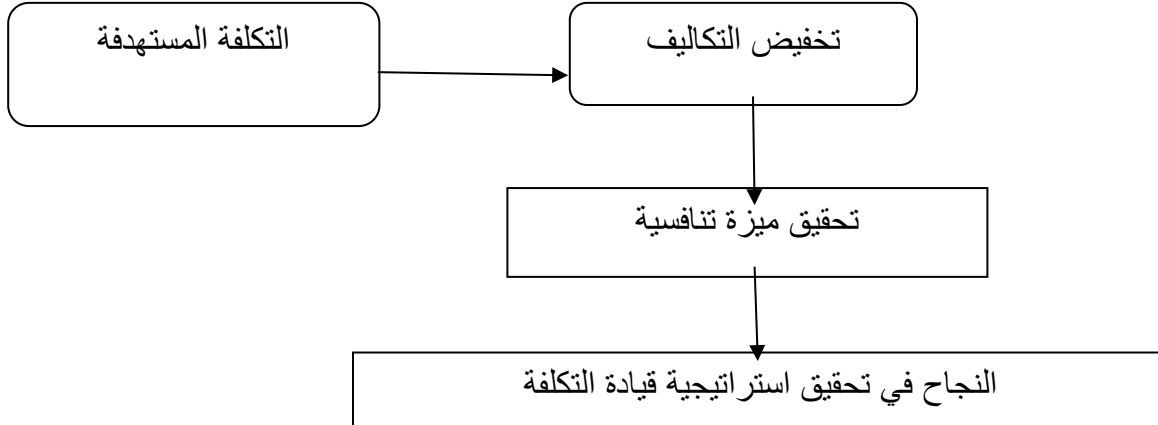 التكلفة المستهدفة
تخفيض التكاليف
تحقيق ميزة تنافسية
النجاح في تحقيق استراتيجية قيادة التكلفة